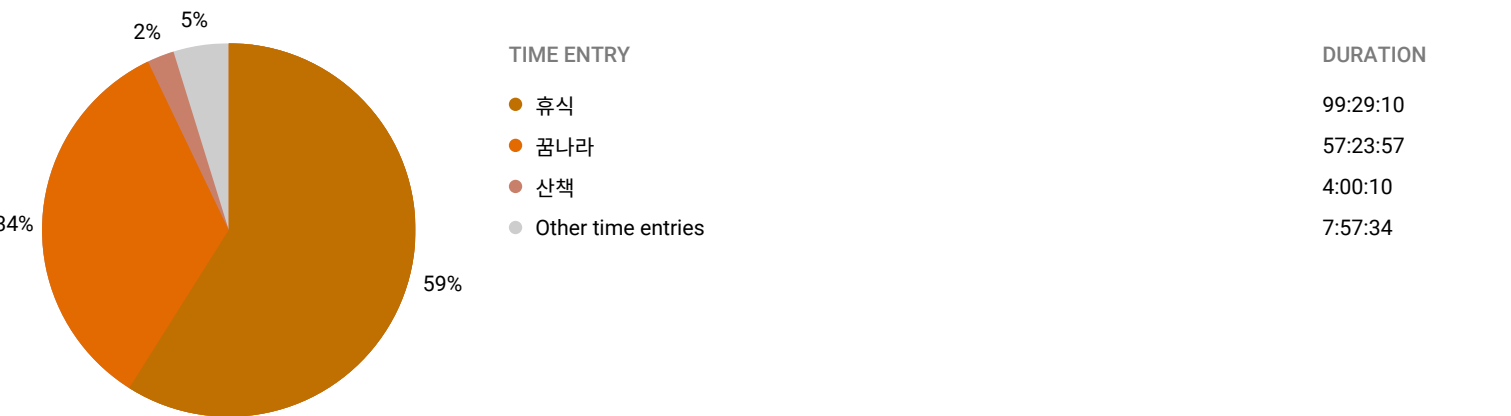 2%
5%
34%
59%
TIME ENTRY DURATION
휴식 99:29:10
꿈나라 57:23:57
산책 4:00:10
Other time entries 7:57:34